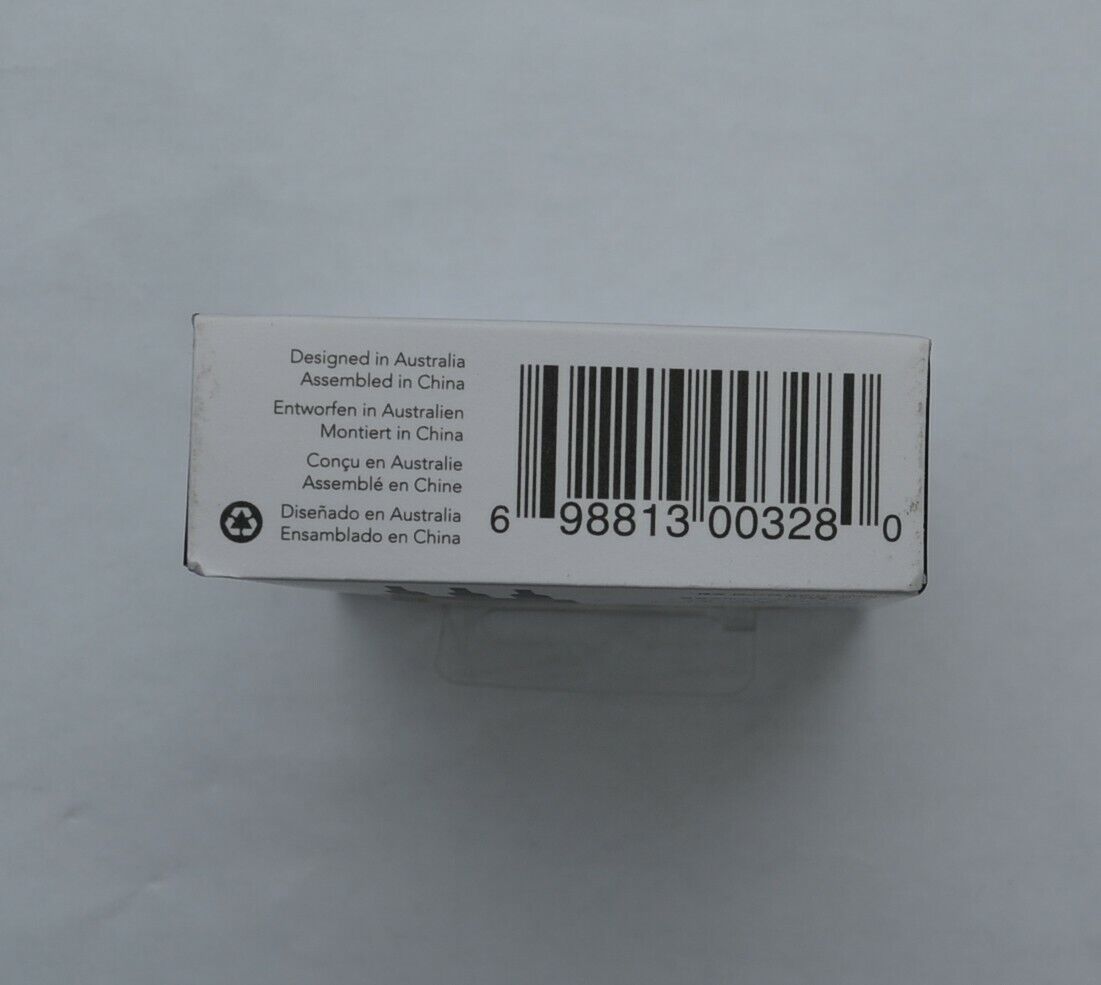 Designed in Australia
Assembled in China
Entworfen in Australien
Montiert in China
Conçu en Australie
Assemblé en Chine
Diseñado en Australia
Ensamblado en China
6 98813 00328 0